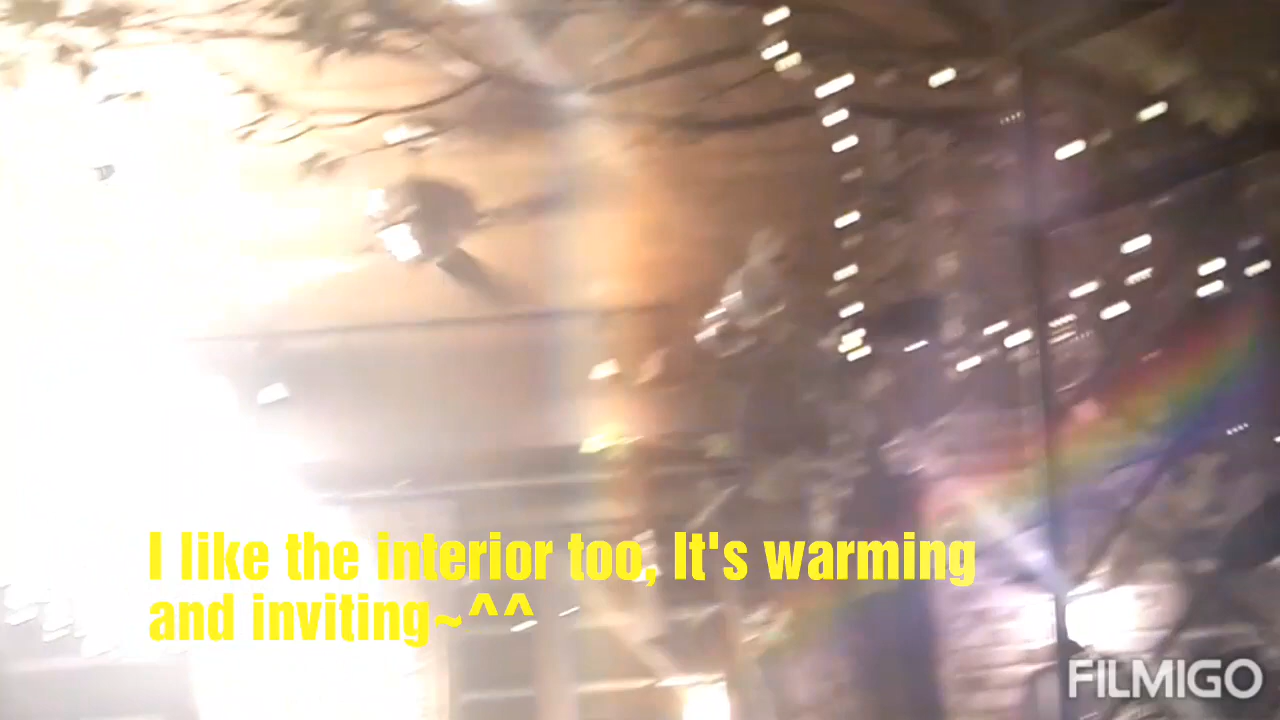 I like the interior too, It's warming
and inviting~^^
FILMIGO